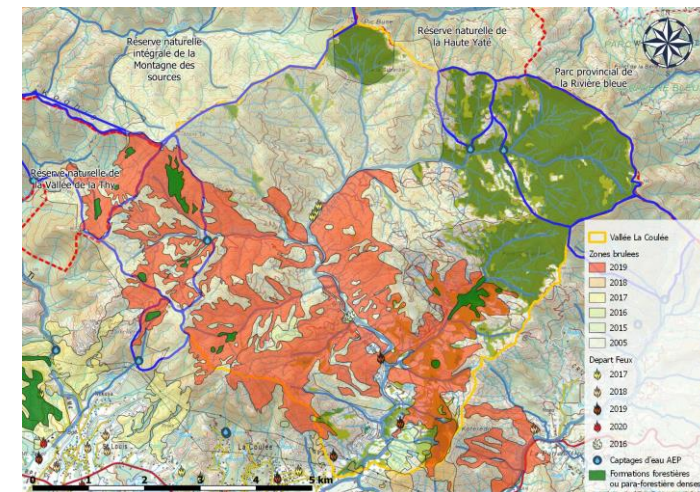 Réserve naturelle
intégrale de la
Montagne des
sources
Réserve naturelle de
la Haute Yaté
Parc provincial de
la Rivière bleue
Réserve naturelle de
la Vallée de la Thy
Vallée La Coulée
Zones brulees
2019
2018
2017
2016
2015
2005
Depart Feux
2017
2018
2019
2020
2016
Captages d'eau AEP
Formations forestières
ou para-forestière denses
La Coulée
0 1 2 3 4 5 km